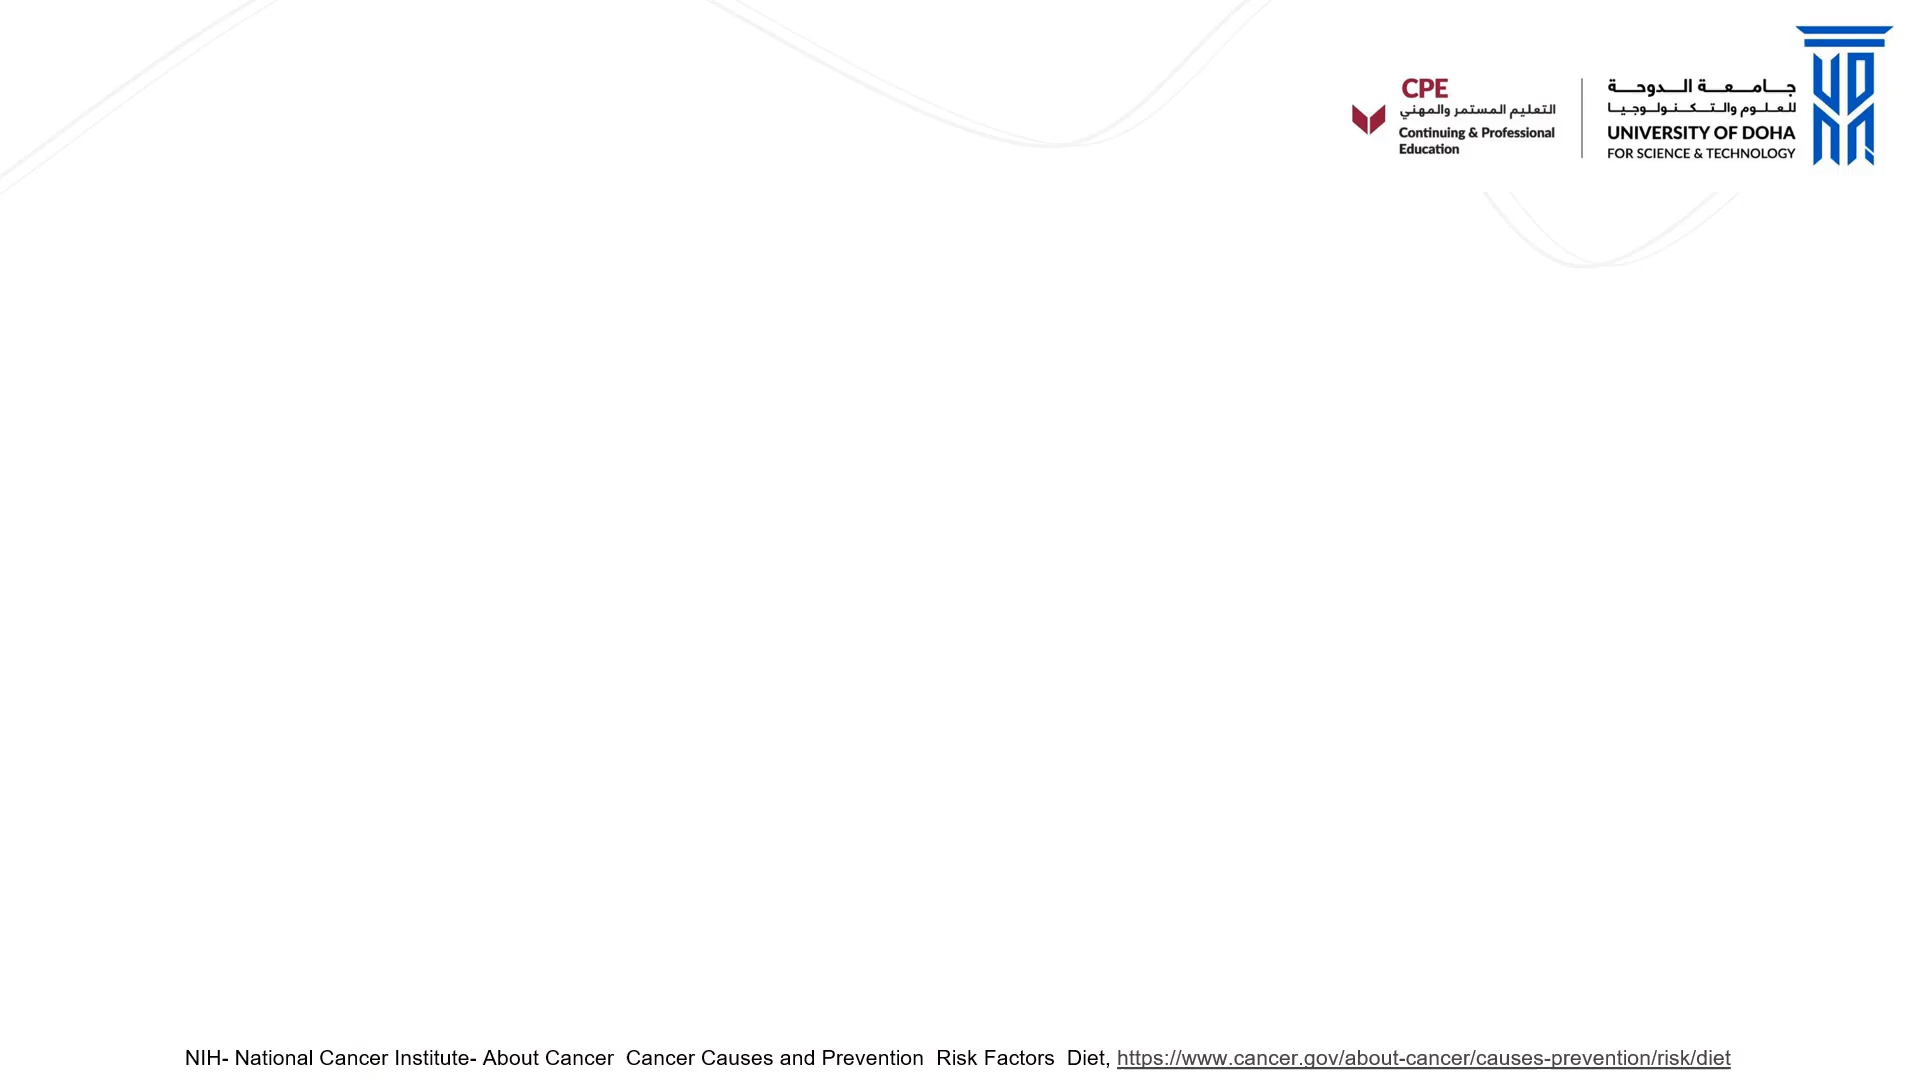 CPE
التعليم المستمر والمهني
Continuing & Professional
Education
جامعة الدوحة
للعلوم والتكنولوجيا
UNIVERSITY OF DOHA
FOR SCIENCE & TECHNOLOGY
NIH- National Cancer Institute- About Cancer  Cancer Causes and Prevention  Risk Factors  Diet, https://www.cancer.gov/about-cancer/causes-prevention/risk/diet